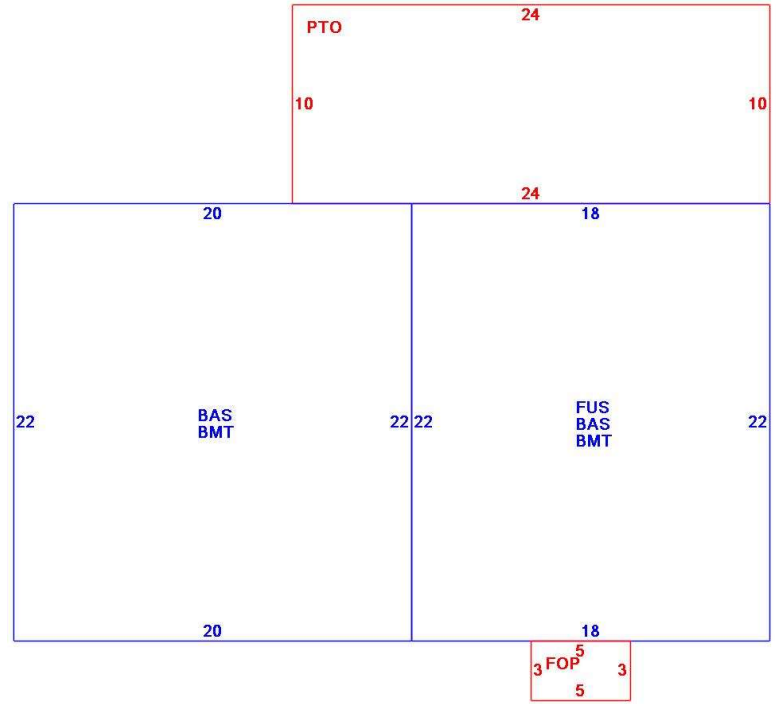 24
PTO
10 10
24
20 18
22 BAS
BMT 22 22 FUS
BAS
BMT 22
20 18
5
3 FOP 3
5